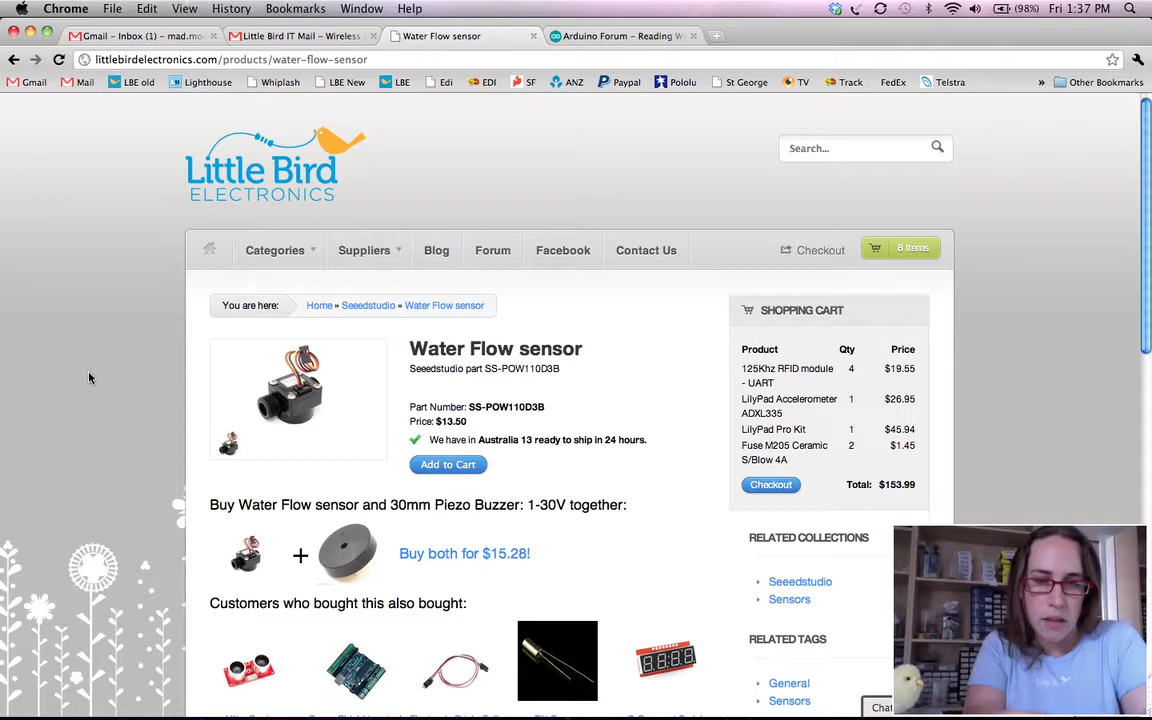 Chrome File Edit View History Bookmarks Window Help (98%) Fri 1:37 PM
Gmail - Inbox (1) - mad.mo
Little Bird IT Mail - Wireless
Water Flow sensor
Arduino Forum - Reading W
littlebirdelectronics.com/products/water-flow-sensor
Gmail Mail LBE old Lighthouse Whiplash LBE New LBE Edi EDI SF ANZ Paypal Pololu St George TV Track FedEx Telstra » Other Bookmarks
Little Bird
ELECTRONICS
Search...
Categories Suppliers Blog Forum Facebook Contact Us Checkout 8 Items
You are here: Home » Seeedstudio » Water Flow sensor
Water Flow sensor
Seeedstudio part SS-POW110D3B
Part Number: SS-POW110D3B
Price: $13.50
We have in Australia 13 ready to ship in 24 hours.
Add to Cart
Buy Water Flow sensor and 30mm Piezo Buzzer: 1-30V together:
+
Buy both for $15.28!
Customers who bought this also bought:
SHOPPING CART
Product Qty Price
125Khz RFID module 4 $19.55
- UART
LilyPad Accelerometer 1 $26.95
ADXL335
LilyPad Pro Kit 1 $45.94
Fuse M205 Ceramic 2 $1.45
S/Blow 4A
Checkout Total: $153.99
RELATED COLLECTIONS
Seeedstudio
Sensors
RELATED TAGS
General
Sensors
Chat